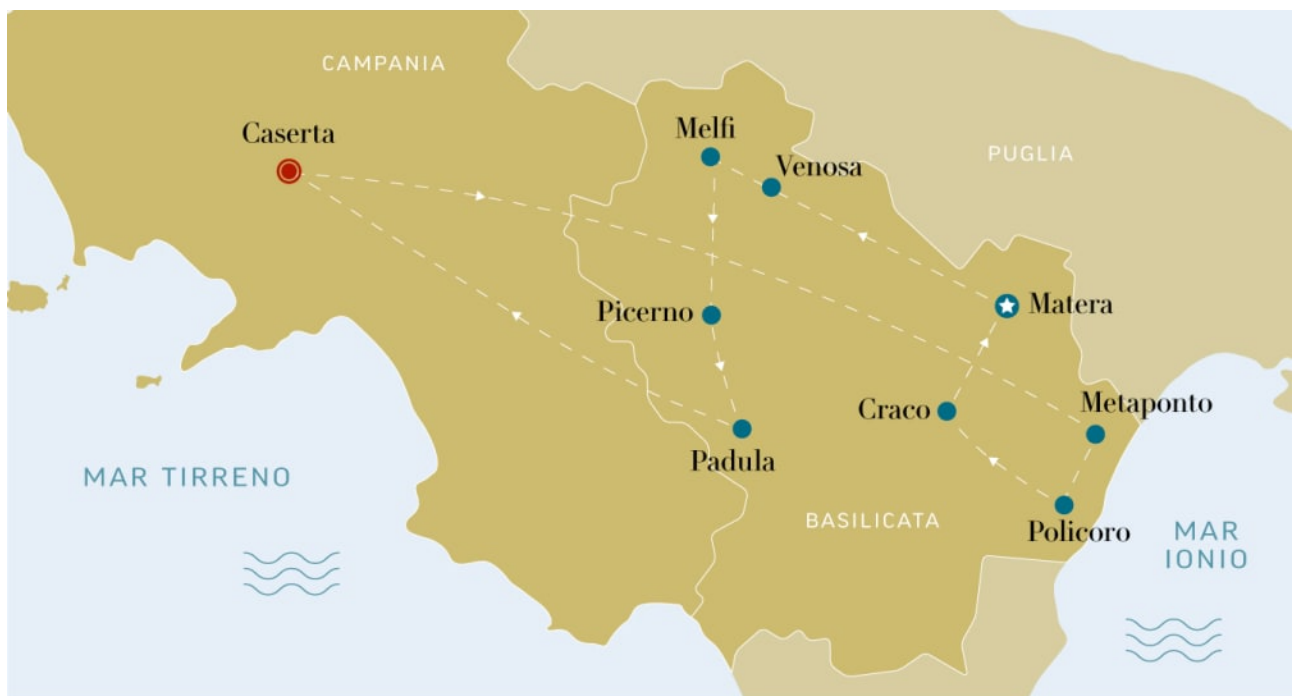 CAMPANIA
Caserta
Melfi
Venosa
PUGLIA
Picerno
Matera
Craco
Metaponto
Padula
MAR TIRRENO
BASILICATA
Policoro
MAR
IONIO